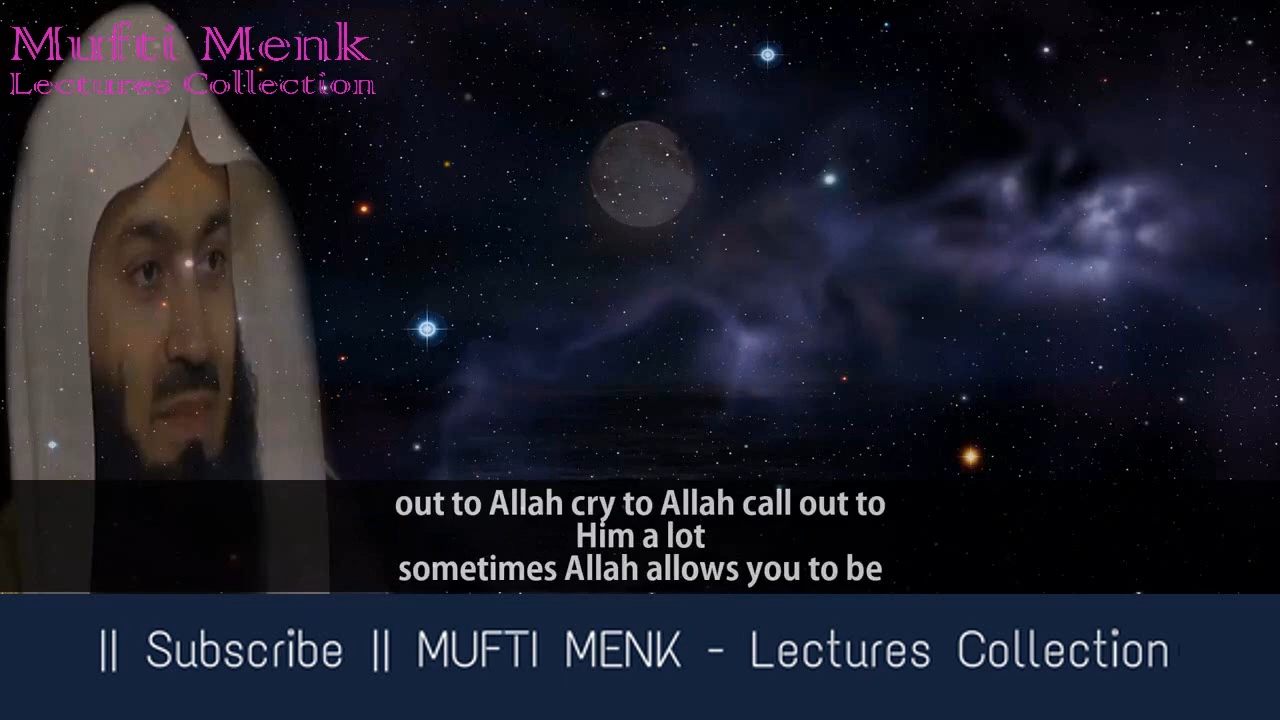 Mufti Menk
Lectures Collection
out to Allah cry to Allah call out to
Him a lot
sometimes Allah allows you to be
|| Subscribe || MUFTI MENK - Lectures Collection